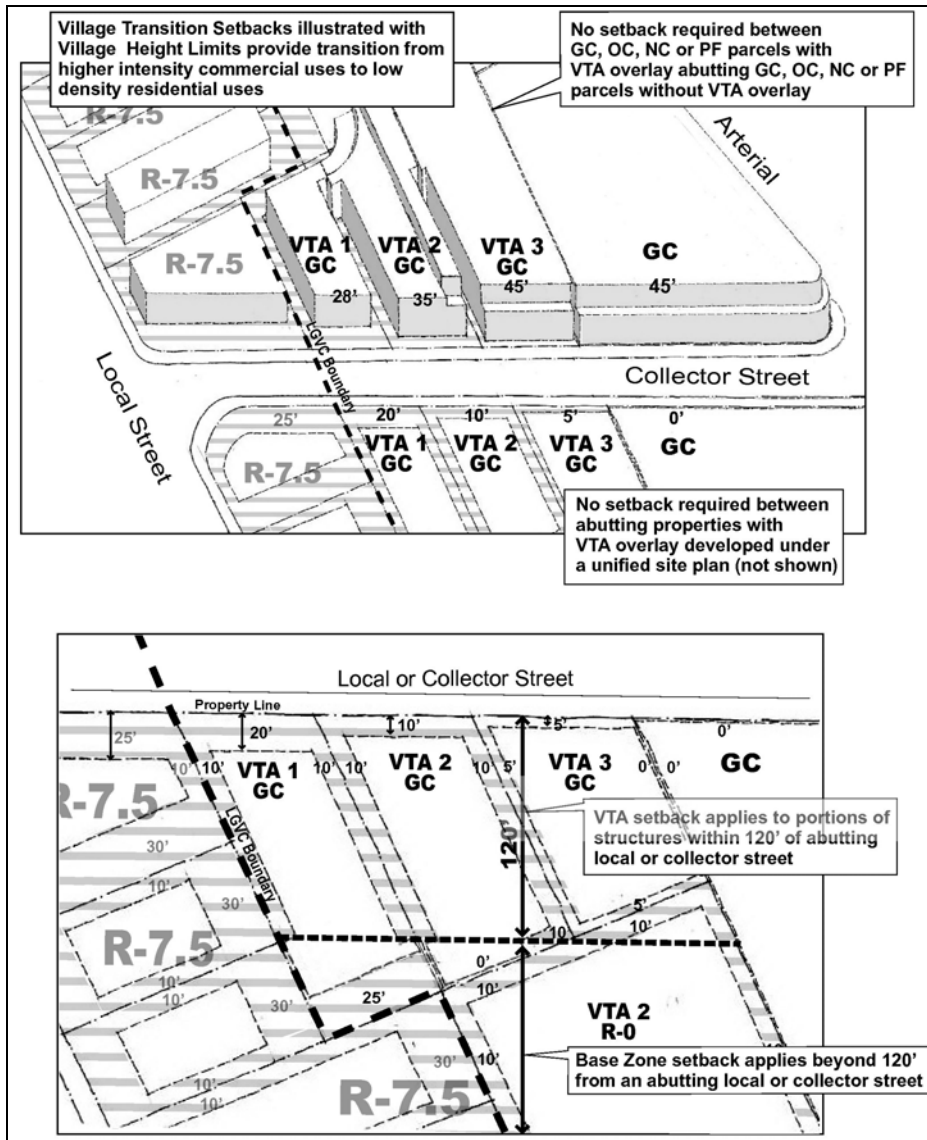 Village Transition Setbacks illustrated with
Village Height Limits provide transition from
higher intensity commercial uses to low
density residential uses
No setback required between
GC, OC, NC or PF parcels with
VTA overlay abutting GC, OC, NC or PF
parcels without VTA overlay
R-7.5
R-7.5
R-7.5
Arterial
VTA 1
GC
28'
VTA 2
GC
35'
VTA 3
GC
45'
GC
45'
LGVC Boundary
Local Street
Collector Street
25'
20'
10'
5'
0'
R-7.5
VTA 1
GC
VTA 2
GC
VTA 3
GC
GC
No setback required between
abutting properties with
VTA overlay developed under
a unified site plan (not shown)
Local or Collector Street
Property Line
25'
20'
10'
5'
0'
10' 10'
VTA 1
GC
10' 10'
VTA 2
GC
10' 5'
VTA 3
GC
0' 0'
GC
R-7.5
LGVC Boundary
120'
VTA setback applies to portions of
structures within 120' of abutting
local or collector street
30'
10'
10'
30'
R-7.5
10'
10'
10
5'
10'
0'
10'
30'
25'
30'
VTA 2
R-0
10'
Base Zone setback applies beyond 120'
from an abutting local or collector street
10'
10'
R-7.5